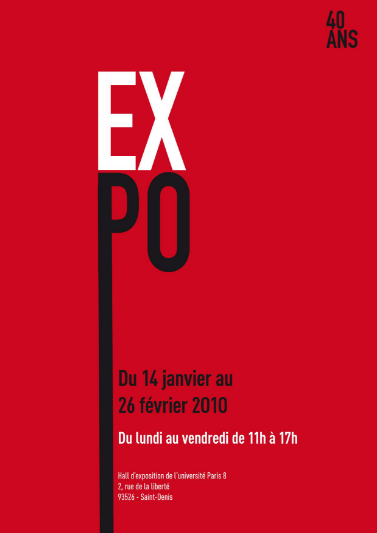 40
ANS
EX
PO
Du 14 janvier au
26 février 2010
Du lundi au vendredi de 11h à 17h
Hall d'exposition de l'université Paris 8
2, rue de la liberté
93526 - Saint-Denis